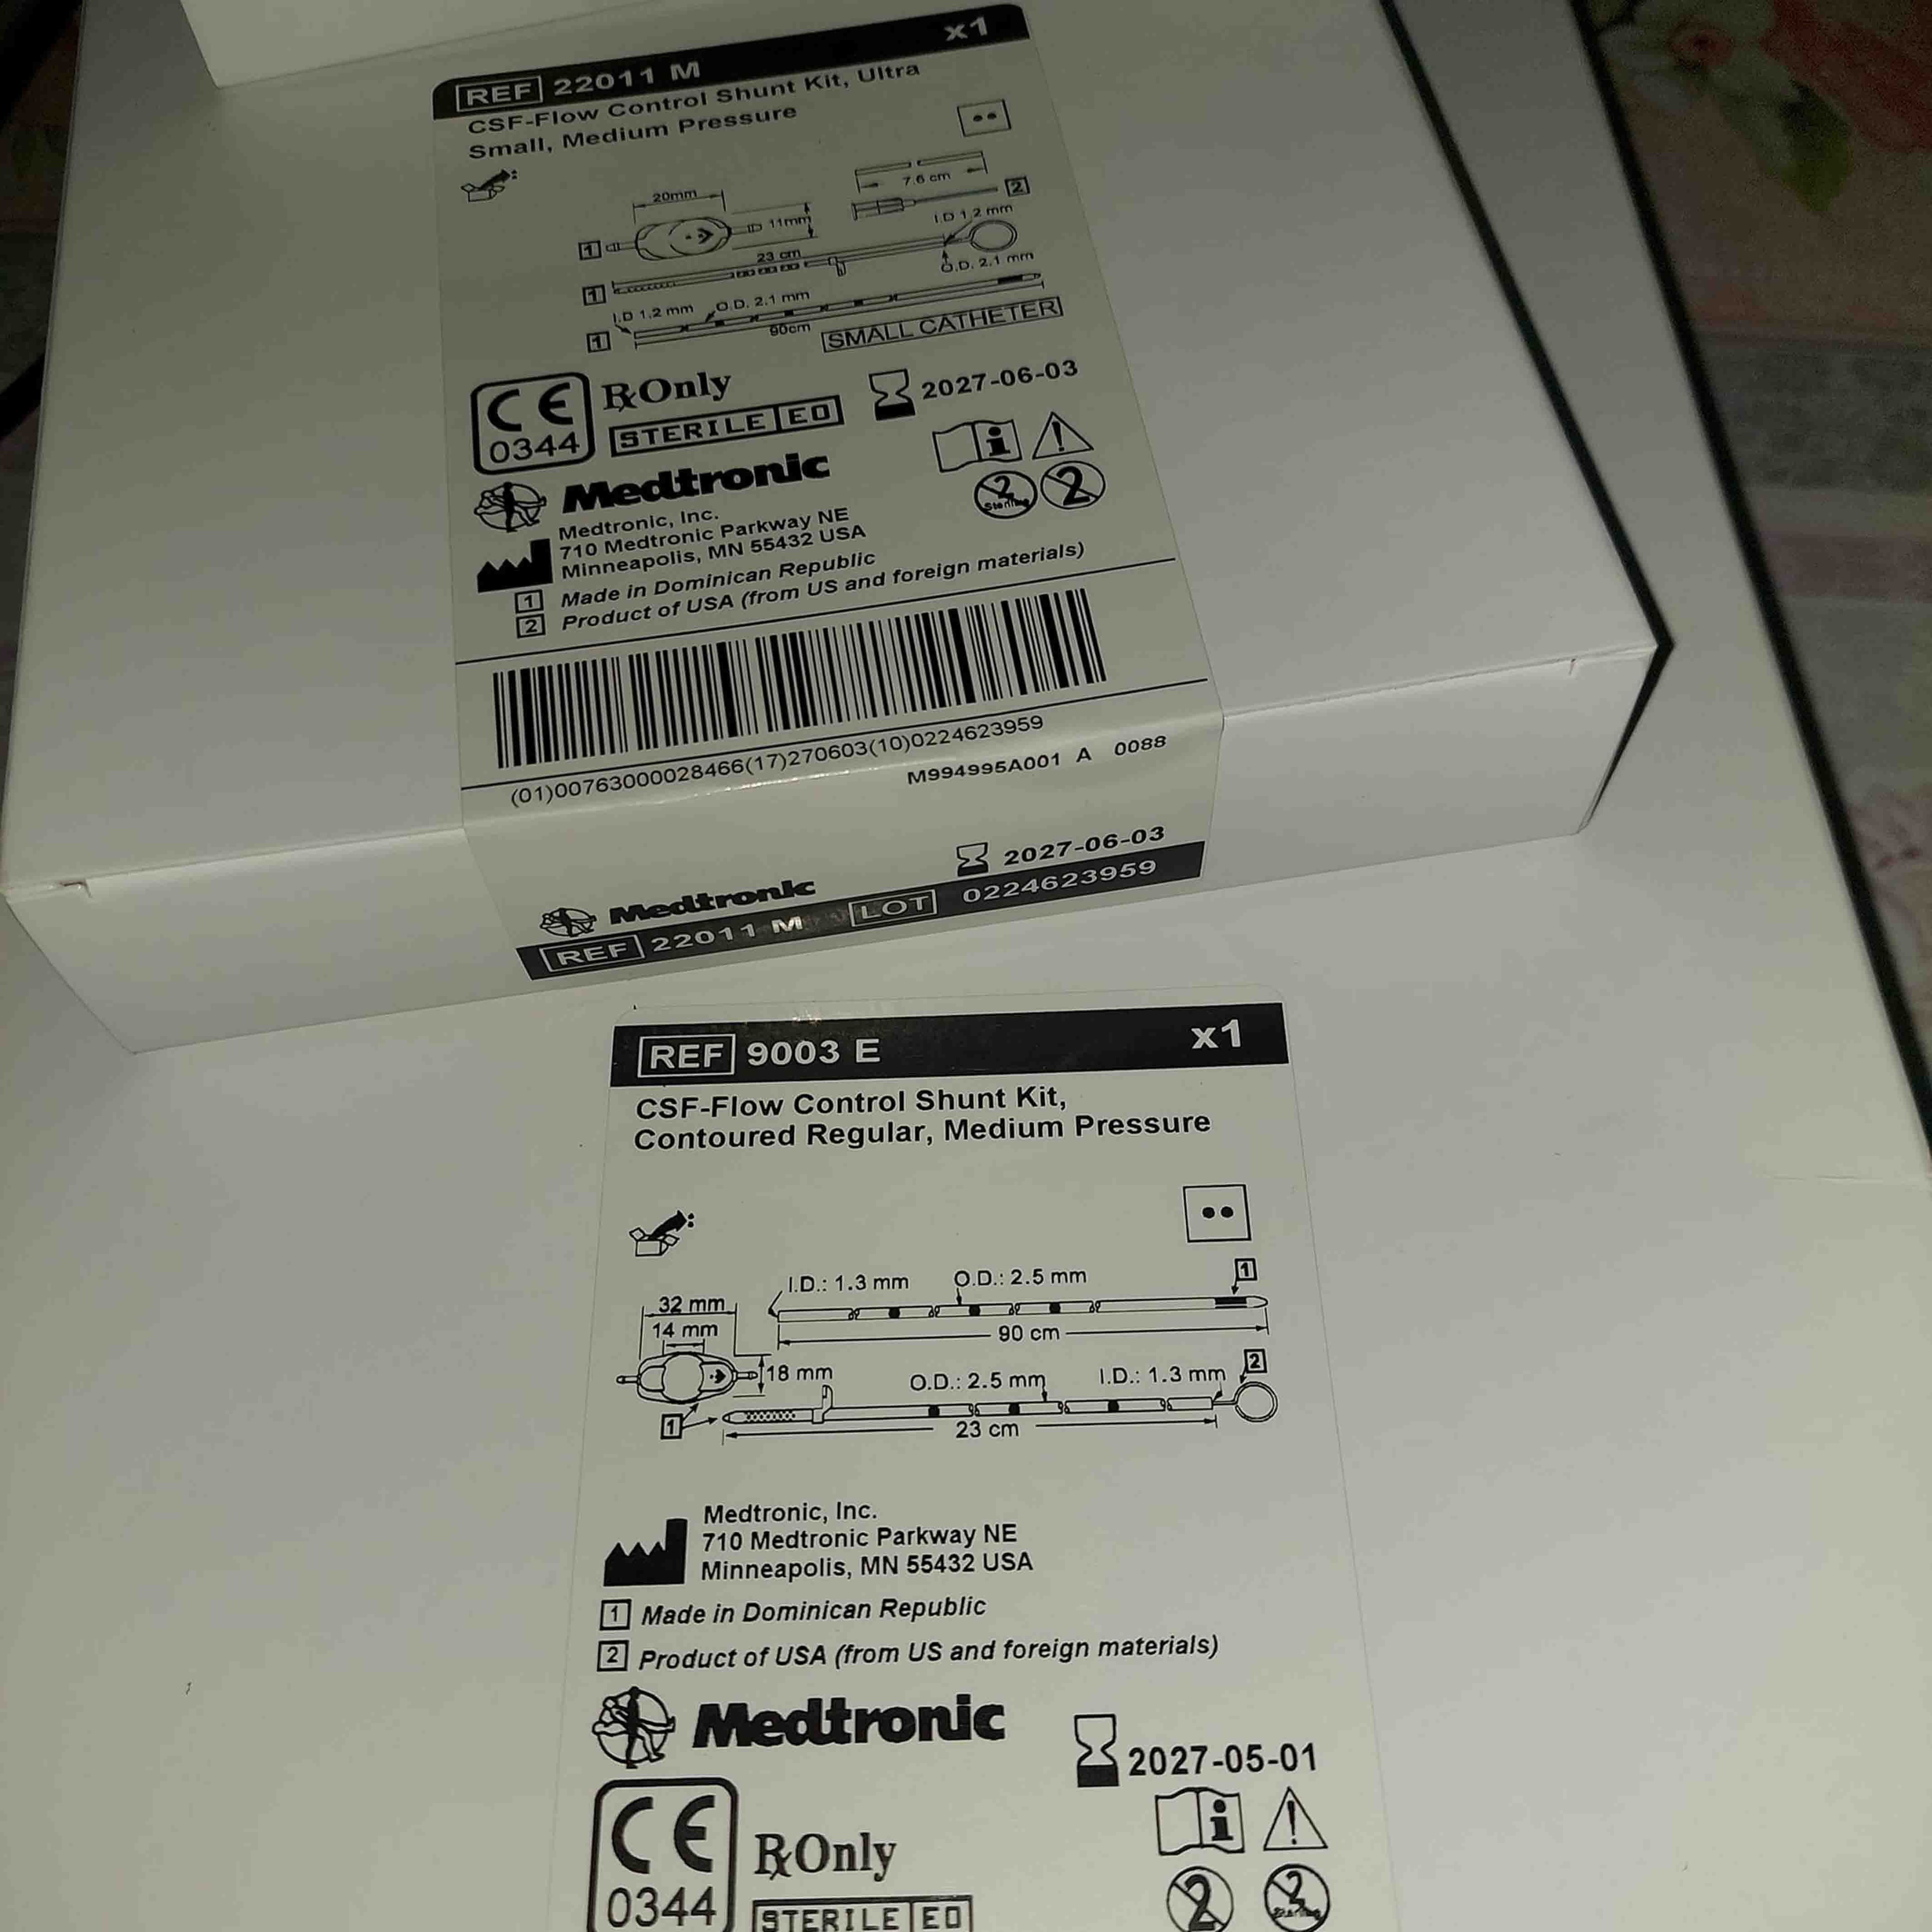 REF 22011 M x1
CSF-Flow Control Shunt Kit, Ultra
Small, Medium Pressure
7.6 cm
20mm
2
11mm
I.D 1.2 mm
1
23 cm
O.D. 2.1 mm
1
I.D 1.2 mm O.D. 2.1 mm
90cm
1
SMALL CATHETER
CE
0344
Rx Only
2027-06-03
STERILE EO
Medtronic
2
2
Medtronic, Inc.
710 Medtronic Parkway NE
Minneapolis, MN 55432 USA
1 Made in Dominican Republic
2 Product of USA (from US and foreign materials)
(01)00763000028466(17)270603(10)0224623959
M994995A001 A 0088
2027-06-03
Medtronic
REF 22011 M LOT 0224623959
REF 9003 E x1
CSF-Flow Control Shunt Kit,
Contoured Regular, Medium Pressure
I.D.: 1.3 mm O.D.: 2.5 mm 1
32 mm
14 mm
90 cm
18 mm
O.D.: 2.5 mm I.D.: 1.3 mm 2
1
23 cm
Medtronic, Inc.
710 Medtronic Parkway NE
Minneapolis, MN 55432 USA
1 Made in Dominican Republic
2 Product of USA (from US and foreign materials)
Medtronic
2027-05-01
CE
0344
Rx Only
2
2
STERILE EO